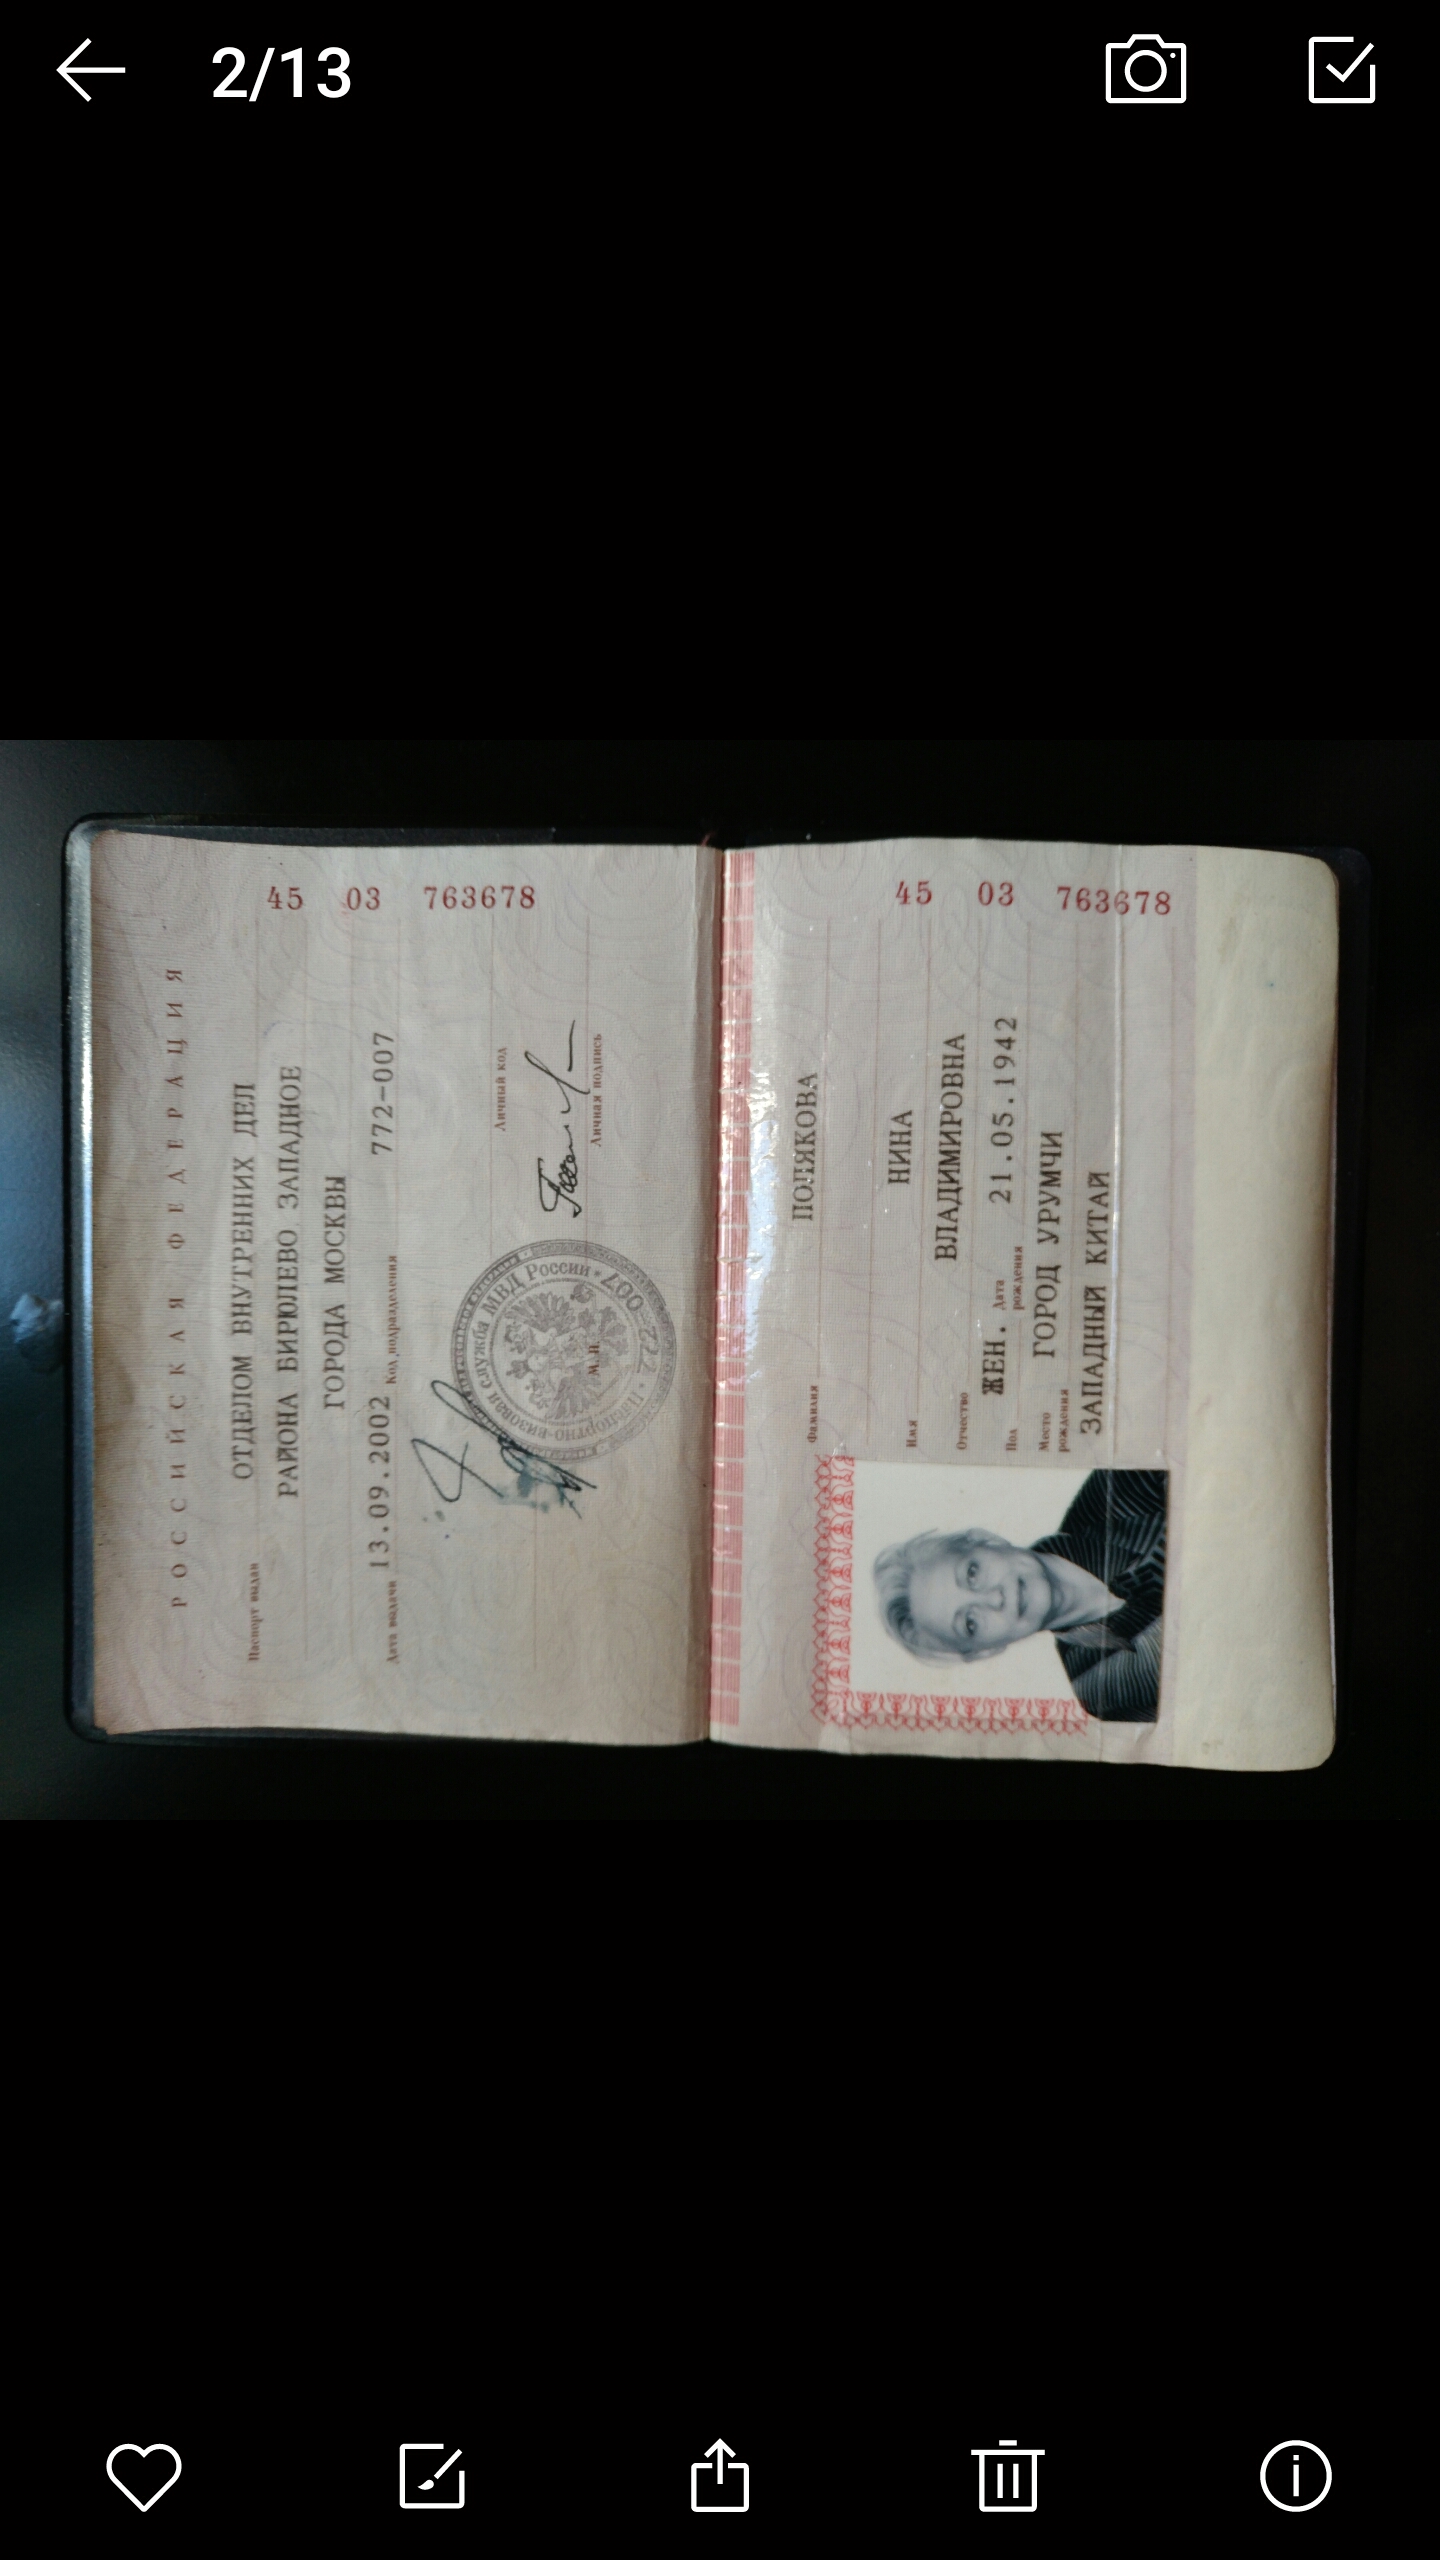 2/13
РОССИЙСКАЯ ФЕДЕРАЦИЯ
Паспорт выдан
ОТДЕЛОМ ВНУТРЕННИХ ДЕЛ
РАЙОНА БИРЮЛЕВО ЗАПАДНОЕ
ГОРОДА МОСКВЫ
Дата выдачи 13.09.2002 Код подразделения 772-007
Личный код
Личная подпись
Паспортно-визовая служба МВД России * 772-007
М.П.
45 03 763678
Фамилия ПОЛЯКОВА
Имя НИНА
Отчество ВЛАДИМИРОВНА
Пол ЖЕН. Дата рождения 21.05.1942
Место рождения ГОРОД УРУМЧИ
ЗАПАДНЫЙ КИТАЙ
45 03 763678